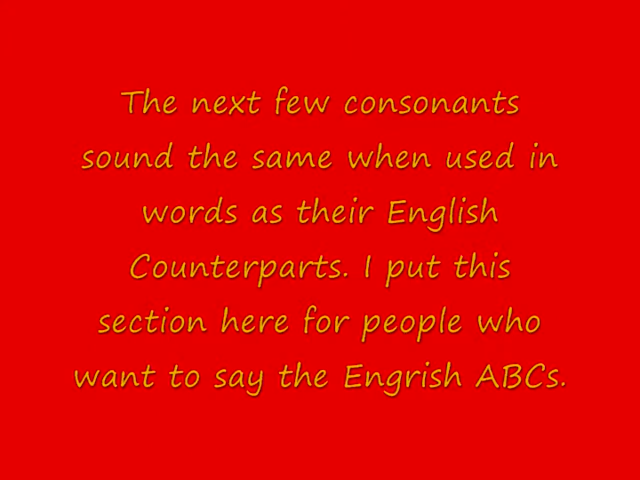 The next few consonants
sound the same when used in
words as their English
Counterparts. I put this
section here for people who
want to say the Engrish ABCs.